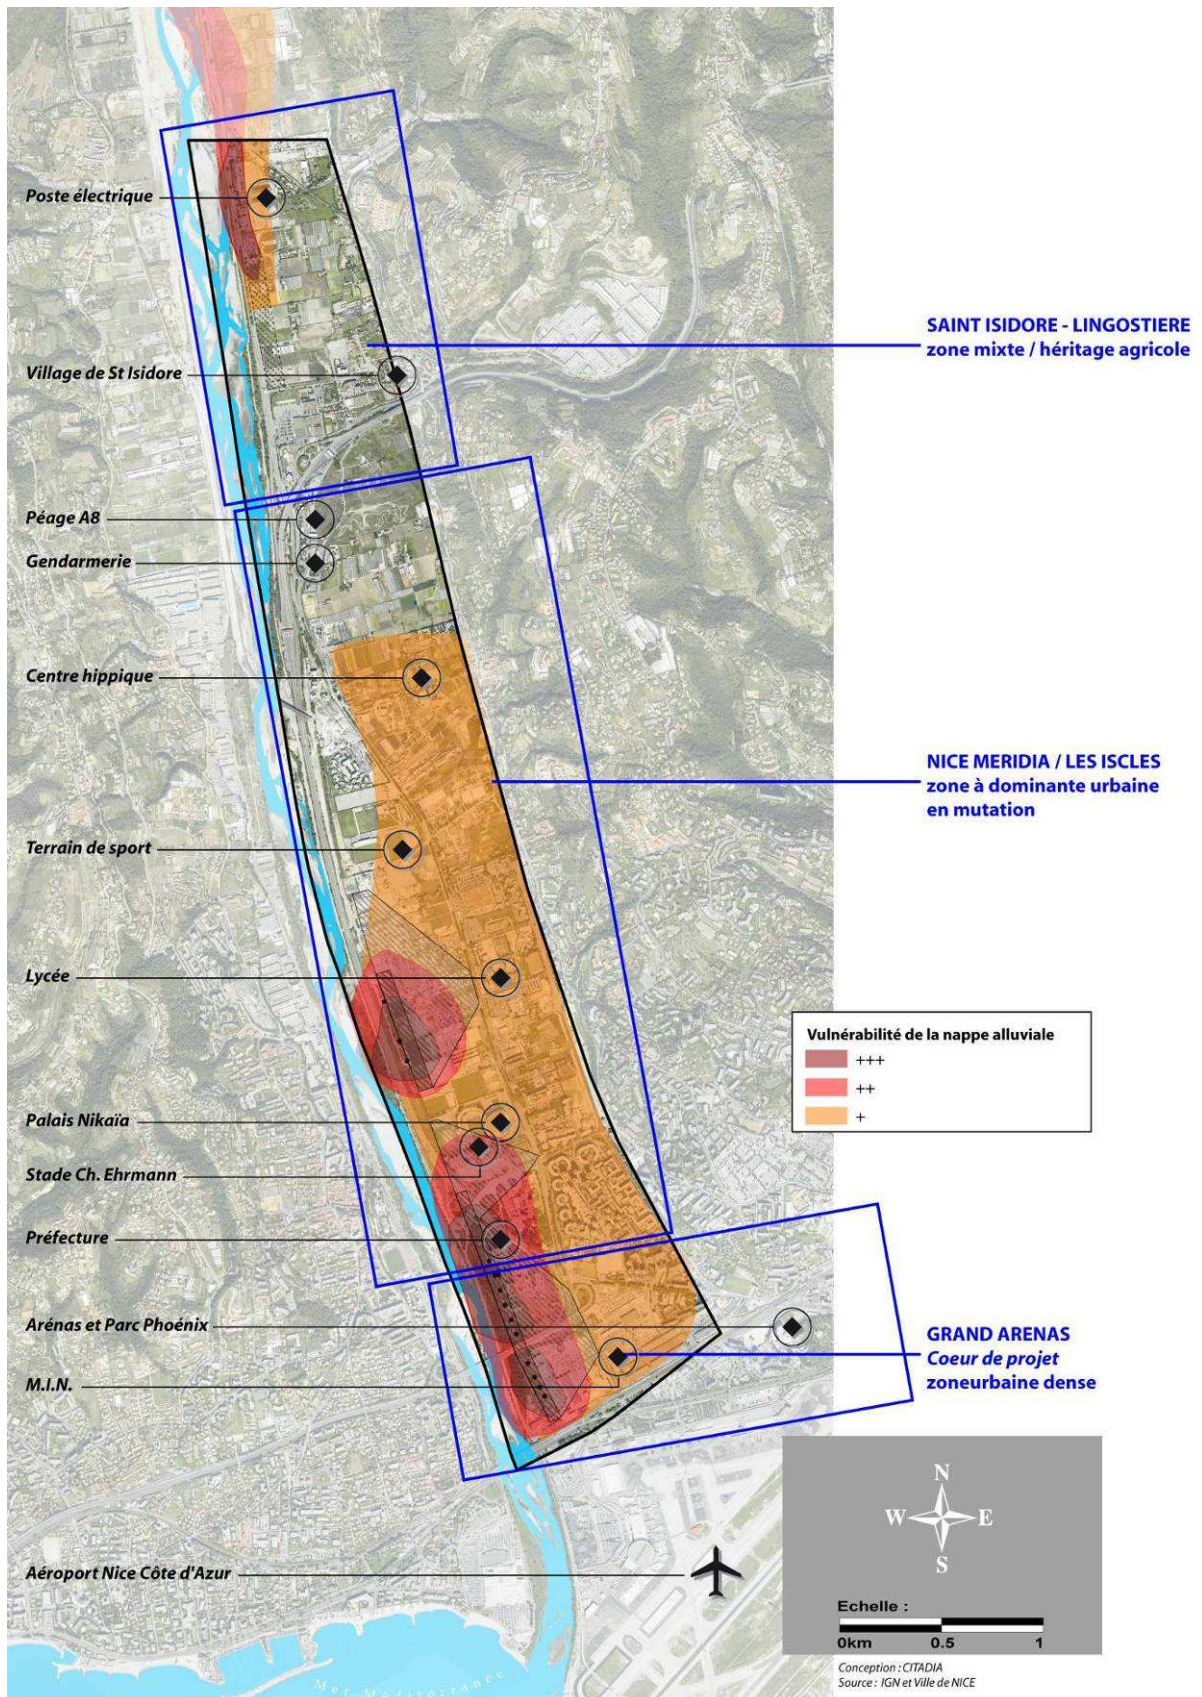 Poste électrique
SAINT ISIDORE - LINGOSTIERE
zone mixte / héritage agricole
Village de St Isidore
Péage A8
Gendarmerie
Centre hippique
NICE MERIDIA / LES ISCLES
zone à dominante urbaine
en mutation
Terrain de sport
Lycée
Vulnérabilité de la nappe alluviale
+++
++
+
Palais Nikaïa
Stade Ch. Ehrmann
Préfecture
Arénas et Parc Phoénix
GRAND ARENAS
Coeur de projet
zoneurbaine dense
M.I.N.
N
W E
S
Aéroport Nice Côte d'Azur
Echelle :
0km 0.5 1
Conception : CITADIA
Source : IGN et Ville de NICE
Mer Méditerranée